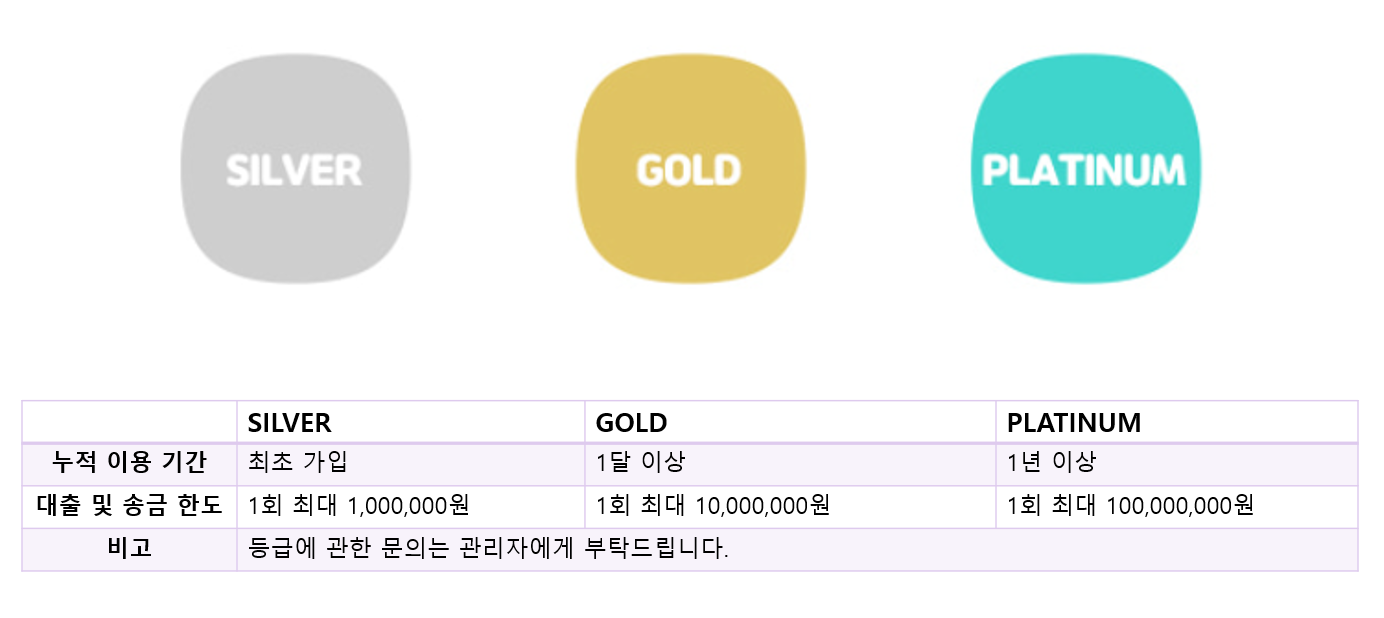 SILVER GOLD PLATINUM
SILVER GOLD PLATINUM
누적 이용 기간 최초 가입 1달 이상 1년 이상
대출 및 송금 한도 1회 최대 1,000,000원 1회 최대 10,000,000원 1회 최대 100,000,000원
비고 등급에 관한 문의는 관리자에게 부탁드립니다.